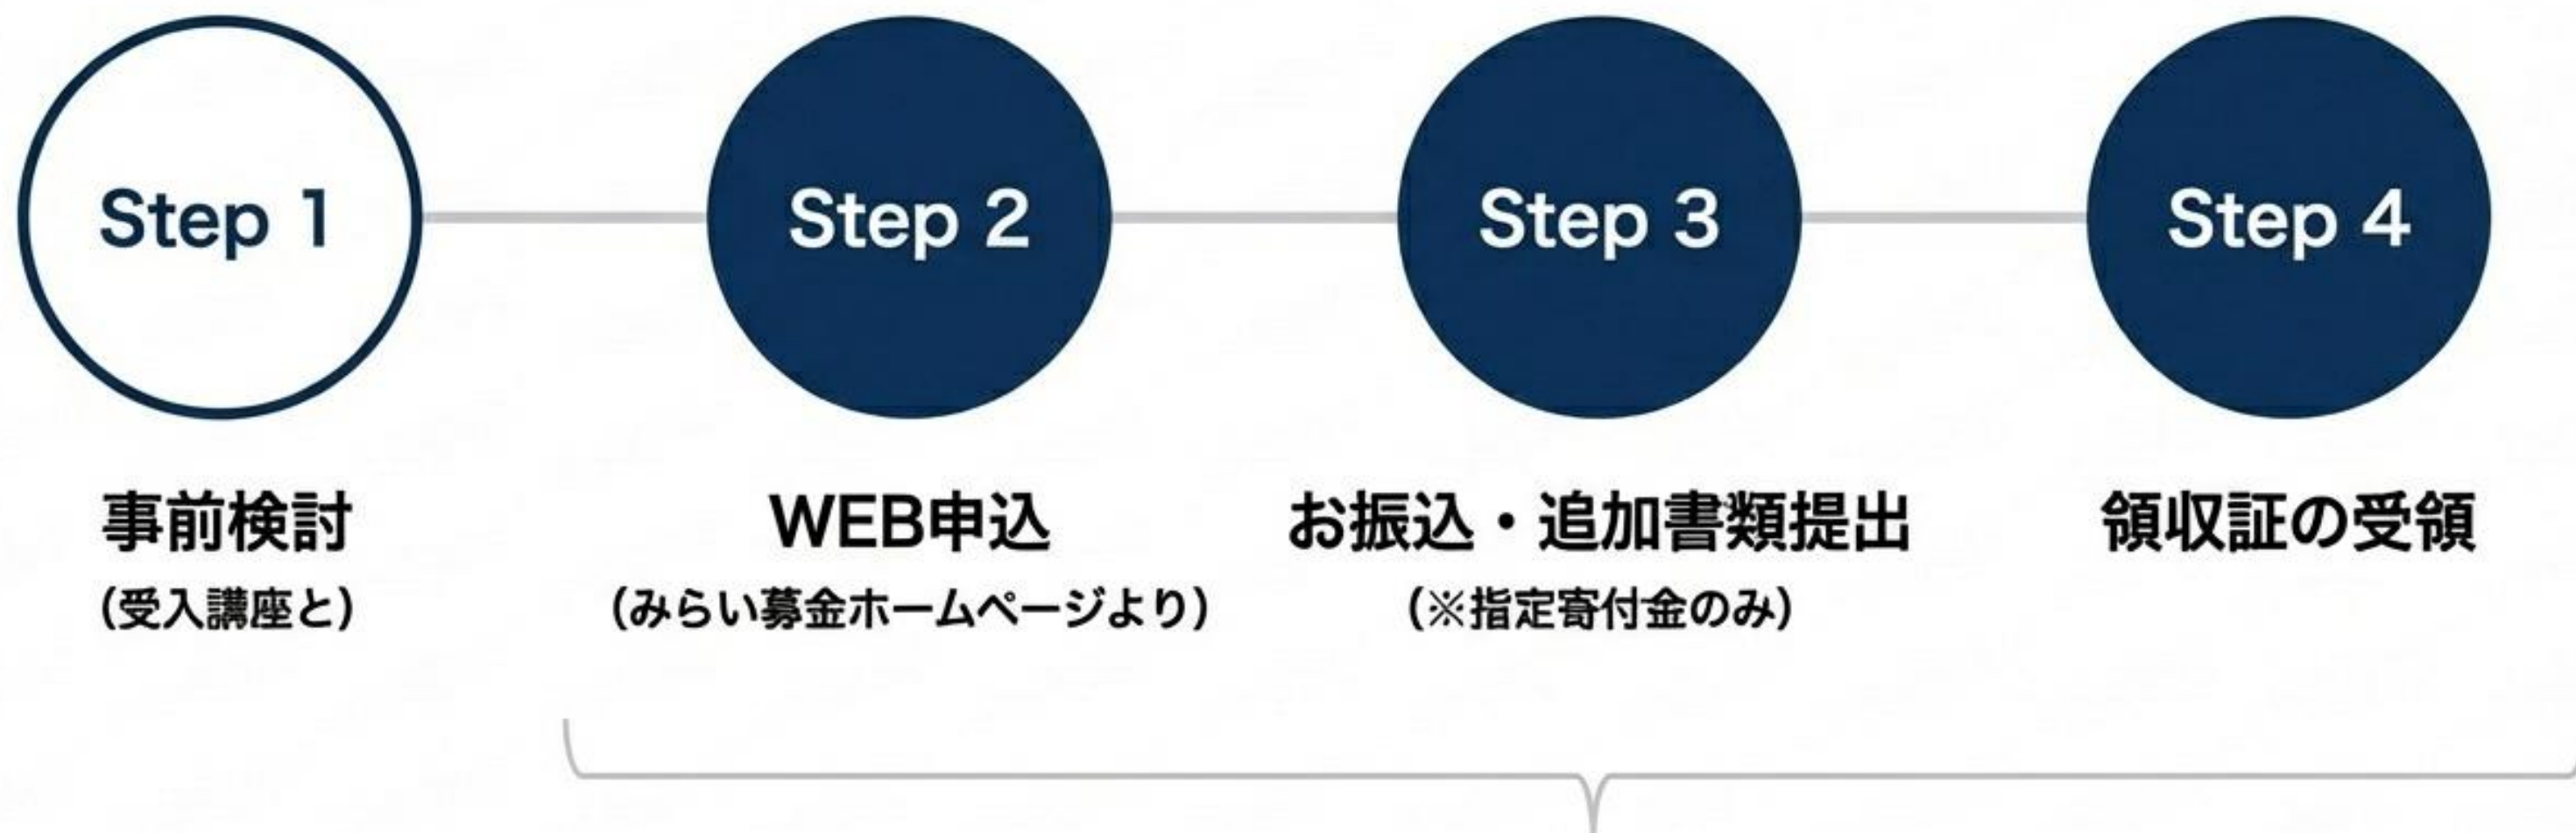 Step 1
Step 2
Step 3
Step 4
事前検討
(受入講座と)
WEB申込
(みらい募金ホームページより)
お振込・追加書類提出
(※指定寄付金のみ)
領収証の受領